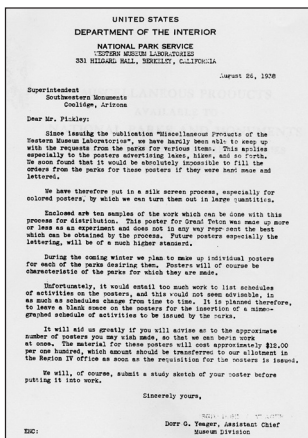 UNITED STATES
DEPARTMENT OF THE INTERIOR
NATIONAL PARK SERVICE
WESTERN MUSEUM LABORATORIES
331 HILGARD HALL, BERKELEY, CALIFORNIA
August 26, 1938
Superintendent
Southwestern Monuments
Coolidge, Arizona
Dear Mr. Pinkley:
Since issuing the publication "Miscellaneous Products of the
Western Museum Laboratories", we have hardly been able to keep up
with the requests from the parks for various items. This applies
especially to the posters advertising lakes, hikes, and so forth.
We soon found that it would be absolutely impossible to fill the
orders from the parks for these if they were hand made and
lettered.
We have therefore put in a silk screen process, especially for
colored posters, by which we can turn them out in large quantities.
Enclosed are ten samples of the work which can be done with this
process for distribution. This poster for Grand Teton was made up more
or less as an experiment and does not in any way represent the best
which can be obtained by the process. Future posters especially the
lettering, will be of a much higher standard.
During the coming winter we plan to make up individual posters
for each of the parks desiring them. Posters will of course be
characteristic of the parks for which they are made.
Unfortunately, it would entail too much work to list schedules
of activities on the posters, and this would not seem advisable, in
as much as schedules change from time to time. It is planned therefore,
to leave a blank space on the posters for the insertion of a mimeo-
graphed schedule of activities to be issued by the parks.
It will aid us greatly if you will advise as to the approximate
number of posters you may wish made, so that we can begin work
at once. The material for these posters will cost approximately $12.00
per one hundred, which amount should be transferred to our allotment in
the Region IV office as soon as the requisition for the posters is issued.
We will, of course, submit a study sketch of your poster before
putting it into work.
Sincerely yours,
Dorr G. Yeager, Assistant Chief
ENC: Museum Division